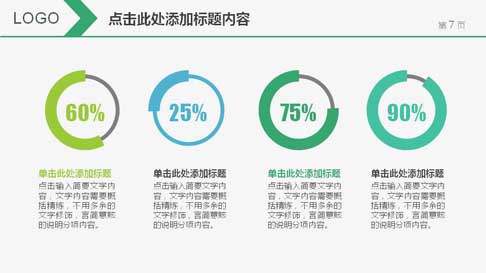 LOGO
点击此处添加标题内容
第 7 页
60%
25%
75%
90%
单击此处添加标题
点击输入简要文字内
容，文字内容需要概
括精炼，不用多余的
文字修饰，言简意赅
的说明分项内容。
单击此处添加标题
点击输入简要文字内
容，文字内容需要概
括精炼，不用多余的
文字修饰，言简意赅
的说明分项内容。
单击此处添加标题
点击输入简要文字内
容，文字内容需要概
括精炼，不用多余的
文字修饰，言简意赅
的说明分项内容。
单击此处添加标题
点击输入简要文字内
容，文字内容需要概
括精炼，不用多余的
文字修饰，言简意赅
的说明分项内容。